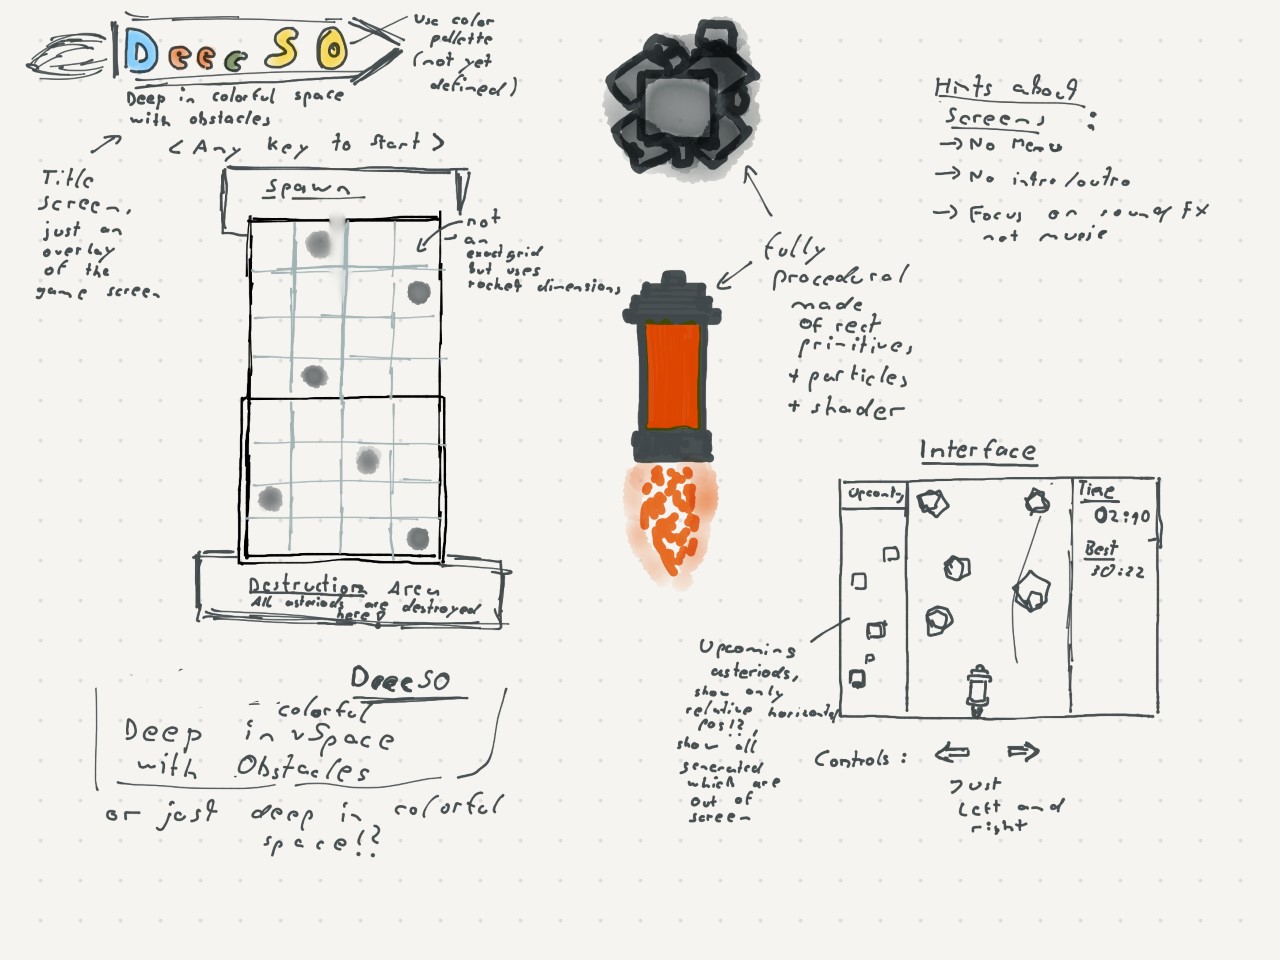 Deec SO
Use color
pallette
(not yet
defined)
Deep in colorful space
with obstacles
< Any key to start >
Title
screen,
just an
overlay
of the
game screen
Spawn
not
an
exact grid
but uses
rocket dimensions
Destruction Area
All asteriods are destroyed
here!
Deec SO
colorful
Deep in space
with Obstacles
or just deep in colorful
space!?
fully
procedural
made
of rect
primitives
+ particles
+ shader
Hints about
Screens :
→ No Menu
→ No intro/outro
→ Focus on sound FX
not music
Interface
Time
02:40
Best
30:22
Upcoming
asteriods,
show only
relative horizontal
pos!?,
show all
generated
which are
out of
screen
Controls: ⇐ ⇒
Just
Left and
right